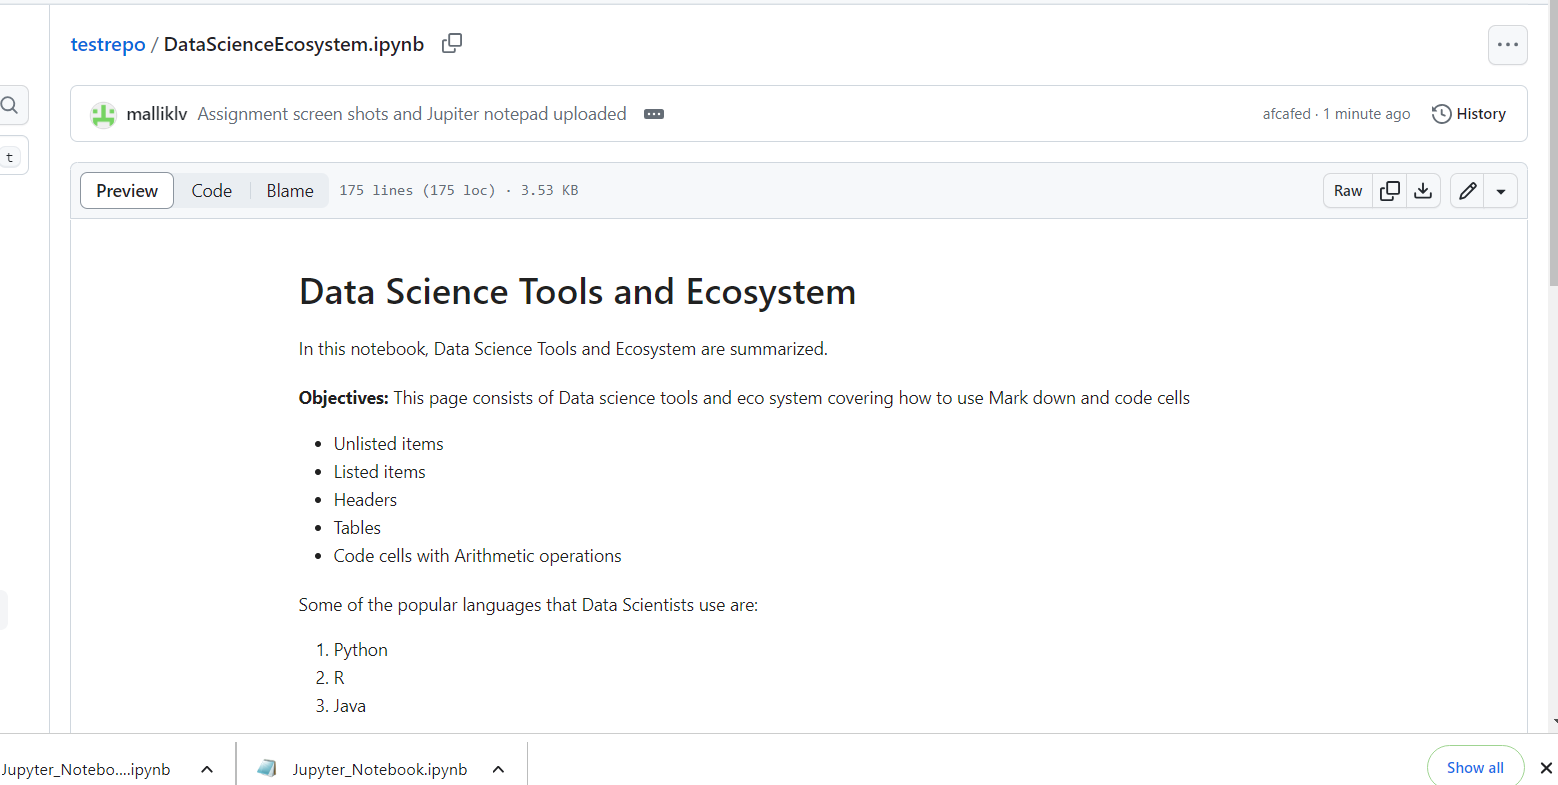 testrepo / DataScienceEcosystem.ipynb
malliklv Assignment screen shots and Jupiter notepad uploaded
afcafed · 1 minute ago History
t
Preview Code Blame 175 lines (175 loc) · 3.53 KB Raw
Data Science Tools and Ecosystem
In this notebook, Data Science Tools and Ecosystem are summarized.
Objectives: This page consists of Data science tools and eco system covering how to use Mark down and code cells
• Unlisted items
• Listed items
• Headers
• Tables
• Code cells with Arithmetic operations
Some of the popular languages that Data Scientists use are:
1. Python
2. R
3. Java
Jupyter_Notebo....ipynb Jupyter_Notebook.ipynb Show all